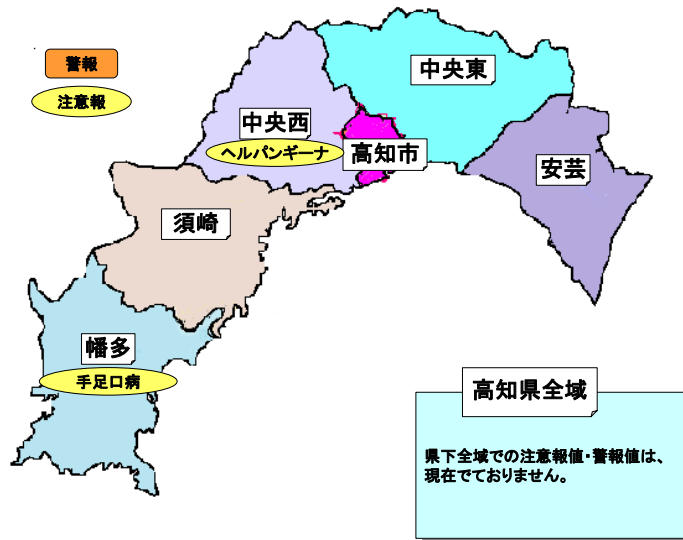 警報
注意報
中央東
中央西
ヘルパンギーナ
高知市
安芸
須崎
幡多
手足口病
高知県全域
県下全域での注意報値・警報値は、
現在でておりません。